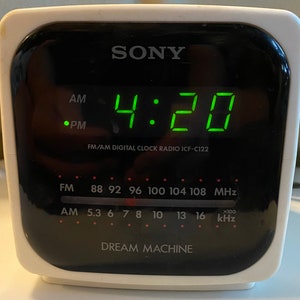 SONY
AM 4:20
PM
FM/AM DIGITAL CLOCK RADIO ICF-C122
FM 88 92 96 100 104 108 MHz
AM 5.3 6 7 8 10 13 16 x100 kHz
DREAM MACHINE